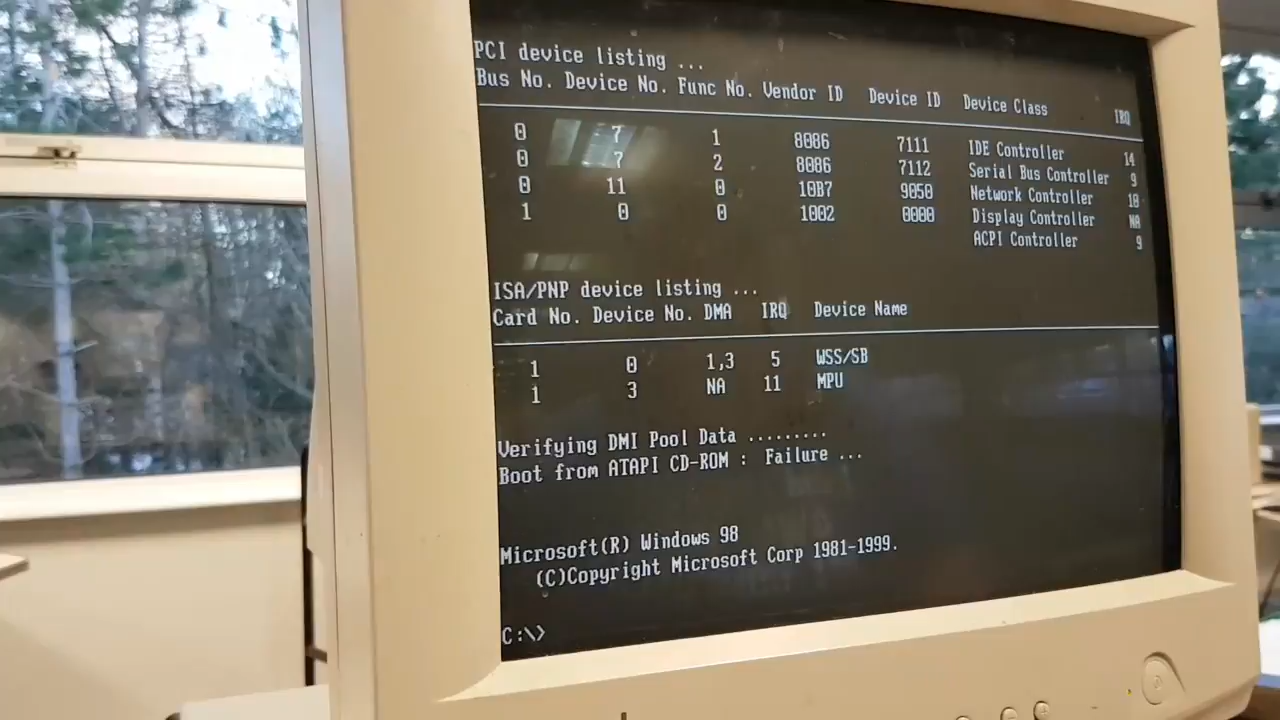 PCI device listing ...
Bus No. Device No. Func No. Vendor ID Device ID Device Class IRQ
0 7 1 8086 7111 IDE Controller 14
0 7 2 8086 7112 Serial Bus Controller 9
0 11 0 10B7 9050 Network Controller 10
1 0 0 1002 0000 Display Controller NA
ACPI Controller 9
ISA/PNP device listing ...
Card No. Device No. DMA IRQ Device Name
1 0 1,3 5 WSS/SB
1 3 NA 11 MPU
Verifying DMI Pool Data .........
Boot from ATAPI CD-ROM : Failure ...
Microsoft(R) Windows 98
(C)Copyright Microsoft Corp 1981-1999.
C:\>